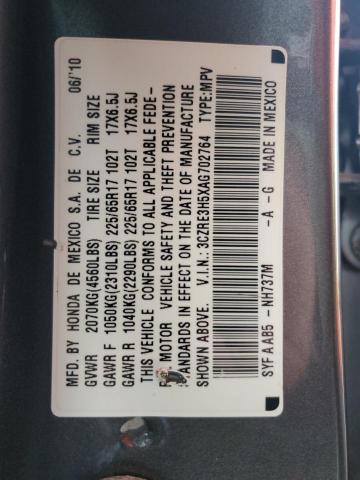 MFD. BY HONDA DE MEXICO S.A. DE C.V. 06/'10
GVWR 2070KG(4560LBS) TIRE SIZE RIM SIZE
GAWR F 1050KG(2310LBS) 225/65R17 102T 17X6.5J
GAWR R 1040KG(2290LBS) 225/65R17 102T 17X6.5J
THIS VEHICLE CONFORMS TO ALL APPLICABLE FEDE-
MOTOR VEHICLE SAFETY AND THEFT PREVENTION
STANDARDS IN EFFECT ON THE DATE OF MANUFACTURE
SHOWN ABOVE. V.I.N.: 3CZRE3H5XAG702764 TYPE:MPV
SYF A AB5 -NH737M -A -G MADE IN MEXICO